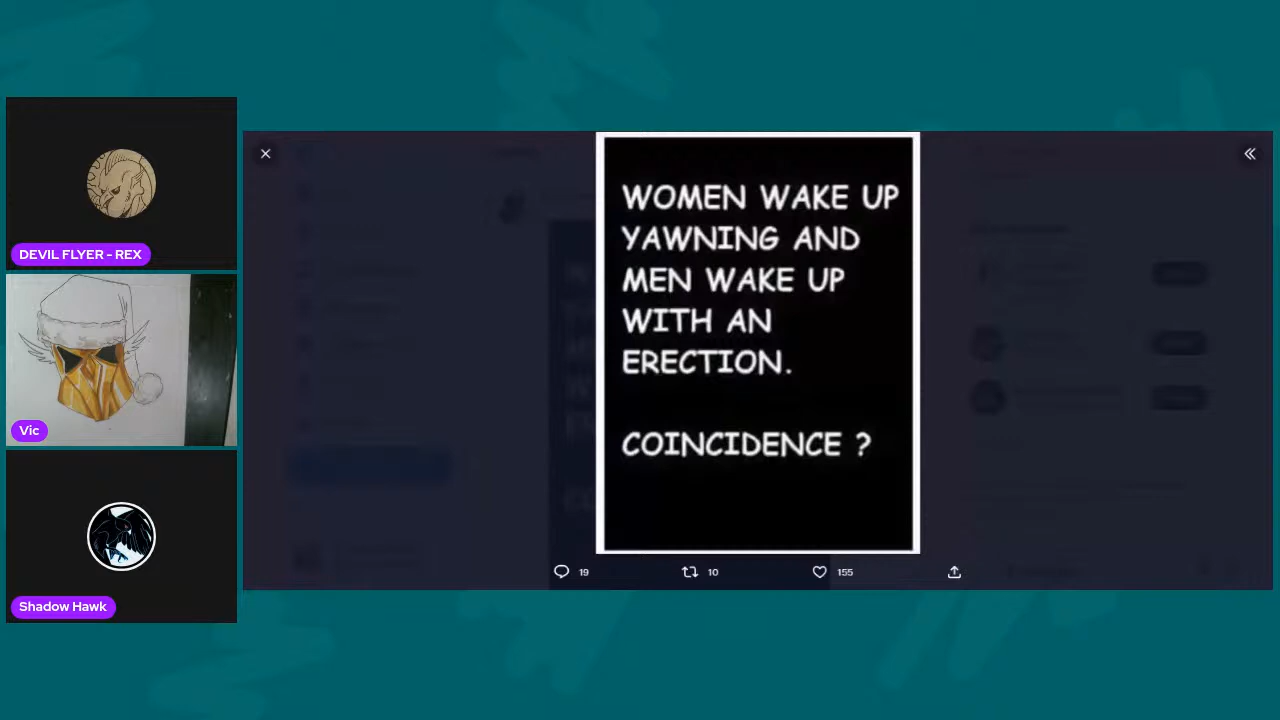 DEVIL FLYER - REX
Vic
Shadow Hawk
WOMEN WAKE UP
YAWNING AND
MEN WAKE UP
WITH AN
ERECTION.
COINCIDENCE ?
19
10
155